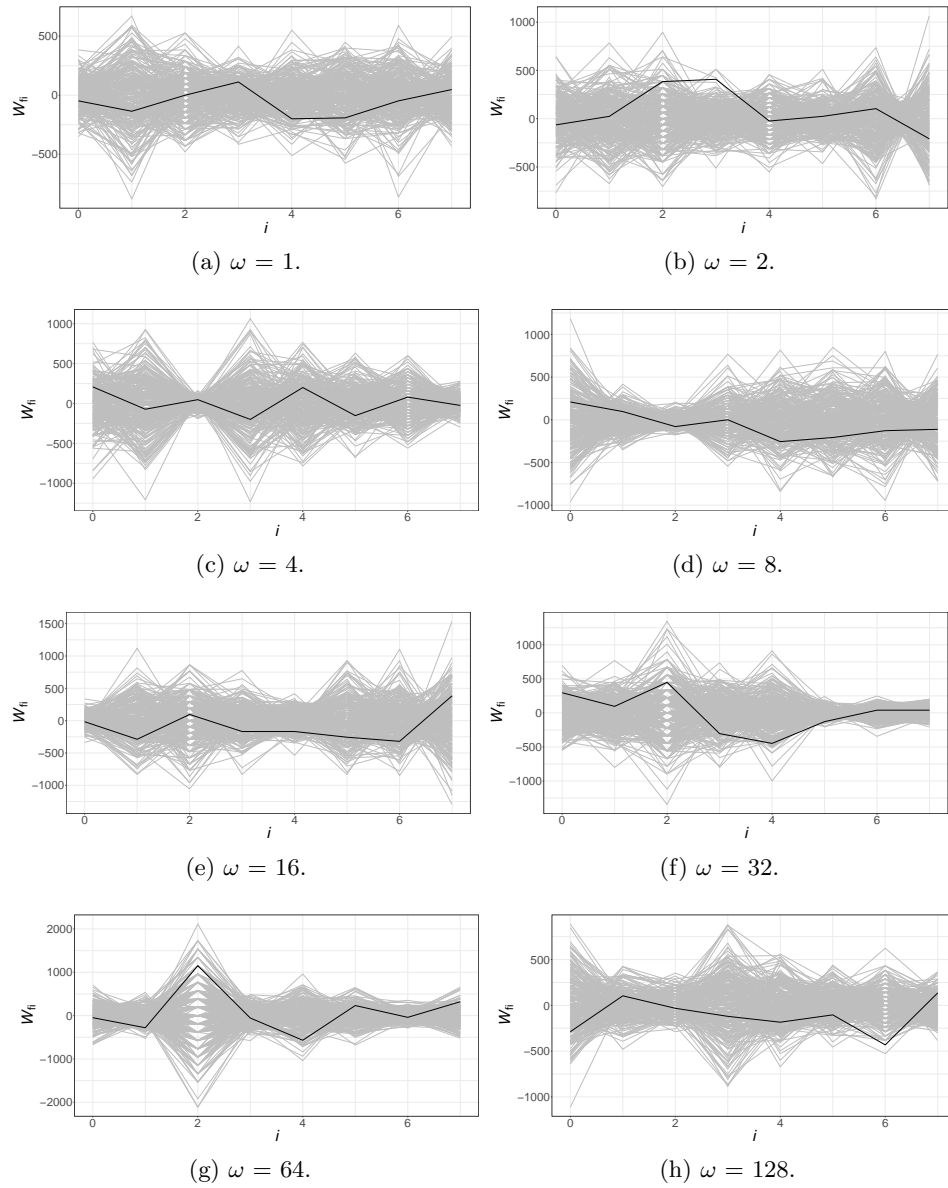 500
0
−500
0 2 4 6
W_fi
i
(a) ω = 1.
1000
500
0
−500
0 2 4 6
W_fi
i
(b) ω = 2.
1000
500
0
−500
−1000
0 2 4 6
W_fi
i
(c) ω = 4.
1000
500
0
−500
−1000
0 2 4 6
W_fi
i
(d) ω = 8.
1500
1000
500
0
−500
−1000
0 2 4 6
W_fi
i
(e) ω = 16.
1000
500
0
−500
−1000
0 2 4 6
W_fi
i
(f) ω = 32.
2000
1000
0
−1000
−2000
0 2 4 6
W_fi
i
(g) ω = 64.
500
0
−500
−1000
0 2 4 6
W_fi
i
(h) ω = 128.